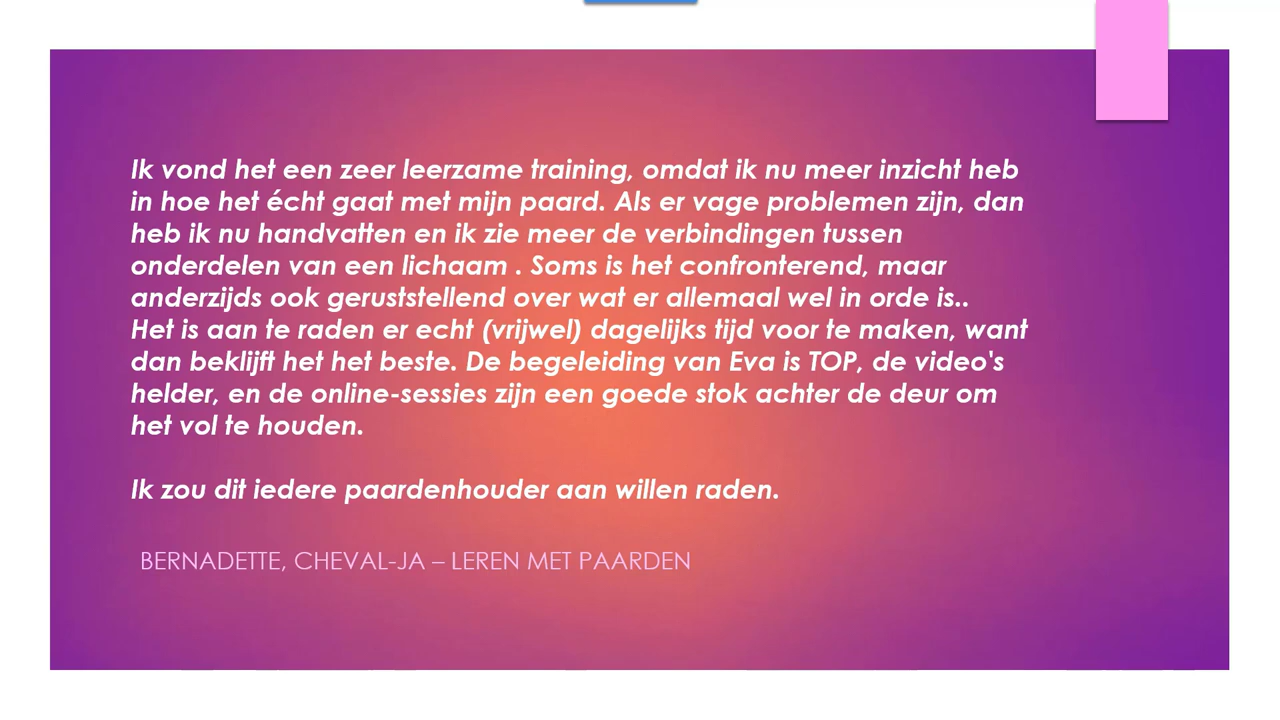 Ik vond het een zeer leerzame training, omdat ik nu meer inzicht heb
in hoe het écht gaat met mijn paard. Als er vage problemen zijn, dan
heb ik nu handvatten en ik zie meer de verbindingen tussen
onderdelen van een lichaam . Soms is het confronterend, maar
anderzijds ook geruststellend over wat er allemaal wel in orde is..
Het is aan te raden er echt (vrijwel) dagelijks tijd voor te maken, want
dan beklijft het het beste. De begeleiding van Eva is TOP, de video's
helder, en de online-sessies zijn een goede stok achter de deur om
het vol te houden.
Ik zou dit iedere paardenhouder aan willen raden.
BERNADETTE, CHEVAL-JA – LEREN MET PAARDEN